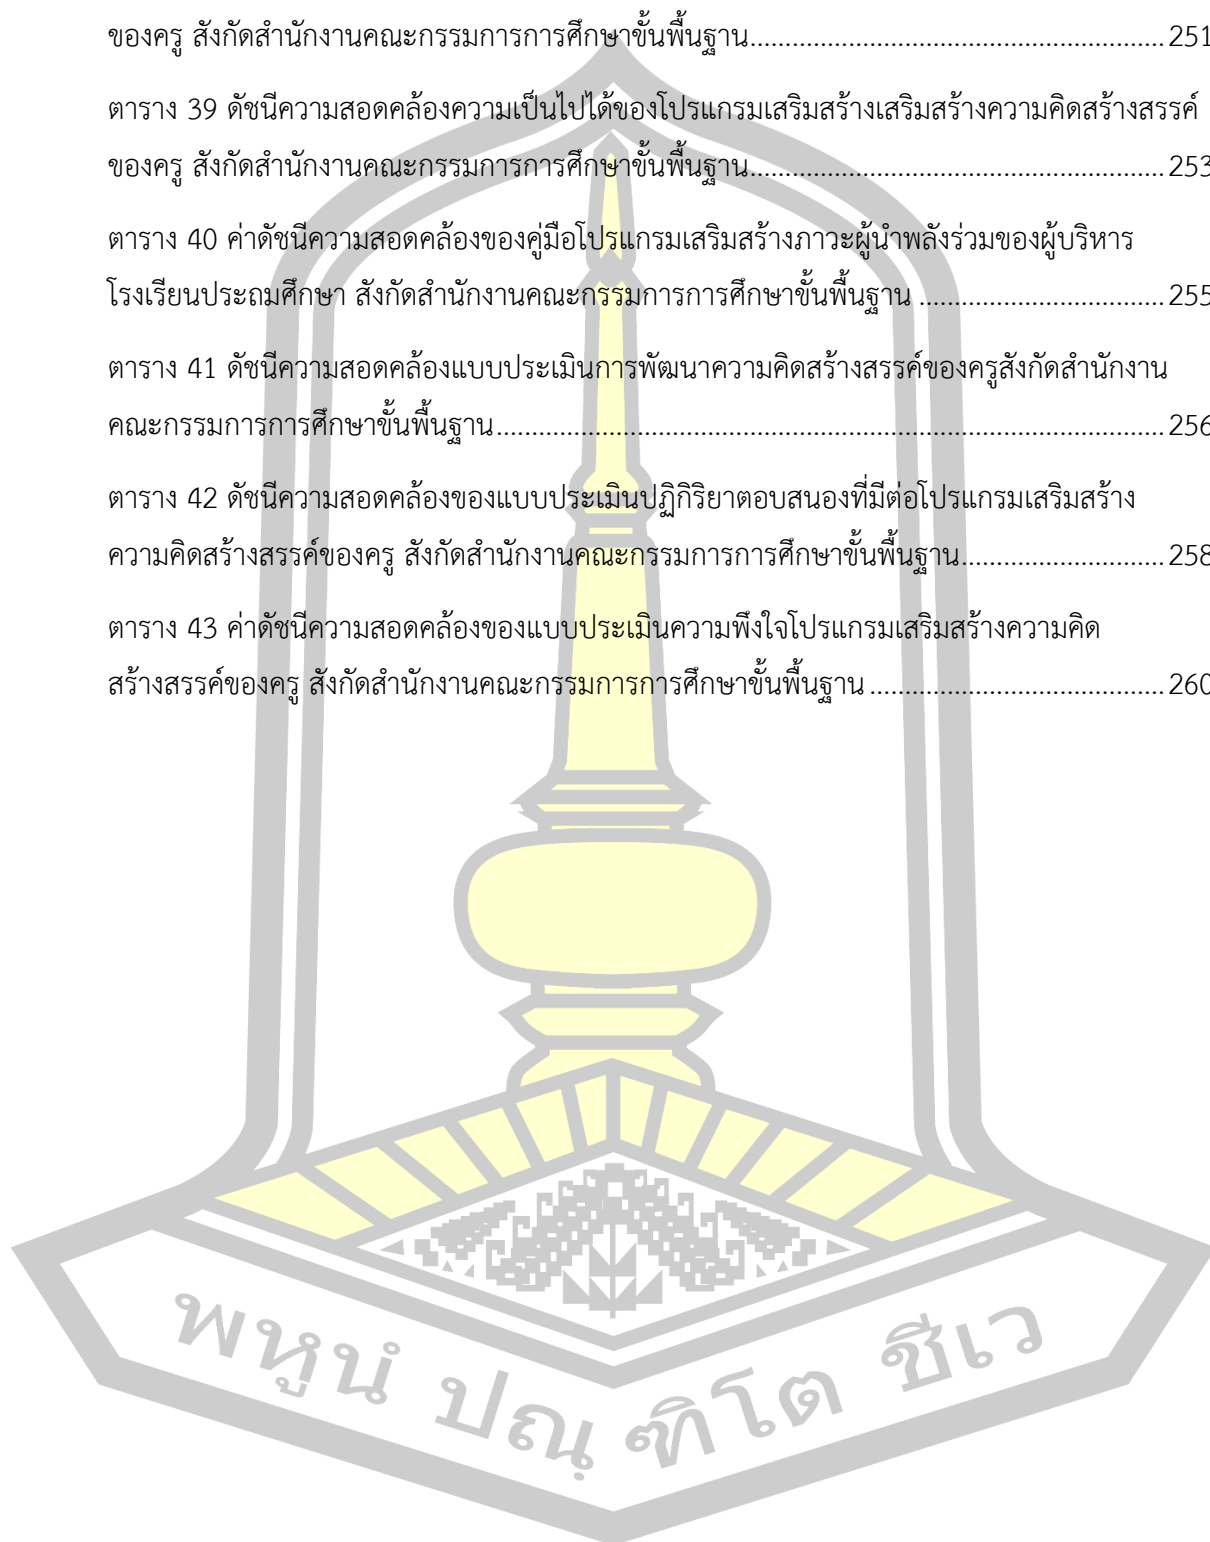 ของครู สังกัดสำนักงานคณะกรรมการการศึกษาขั้นพื้นฐาน............................................................ 251
ตาราง 39 ดัชนีความสอดคล้องความเป็นไปได้ของโปรแกรมเสริมสร้างเสริมสร้างความคิดสร้างสรรค์
ของครู สังกัดสำนักงานคณะกรรมการการศึกษาขั้นพื้นฐาน............................................................ 253
ตาราง 40 ค่าดัชนีความสอดคล้องของคู่มือโปรแกรมเสริมสร้างภาวะผู้นำพลังร่วมของผู้บริหาร
โรงเรียนประถมศึกษา สังกัดสำนักงานคณะกรรมการการศึกษาขั้นพื้นฐาน ................................... 255
ตาราง 41 ดัชนีความสอดคล้องแบบประเมินการพัฒนาความคิดสร้างสรรค์ของครูสังกัดสำนักงาน
คณะกรรมการการศึกษาขั้นพื้นฐาน................................................................................................ 256
ตาราง 42 ดัชนีความสอดคล้องของแบบประเมินปฏิกิริยาตอบสนองที่มีต่อโปรแกรมเสริมสร้าง
ความคิดสร้างสรรค์ของครู สังกัดสำนักงานคณะกรรมการการศึกษาขั้นพื้นฐาน............................. 258
ตาราง 43 ค่าดัชนีความสอดคล้องของแบบประเมินความพึงใจโปรแกรมเสริมสร้างความคิด
สร้างสรรค์ของครู สังกัดสำนักงานคณะกรรมการการศึกษาขั้นพื้นฐาน .......................................... 260
พหูนํ ปณฺฑิโต ชีเว